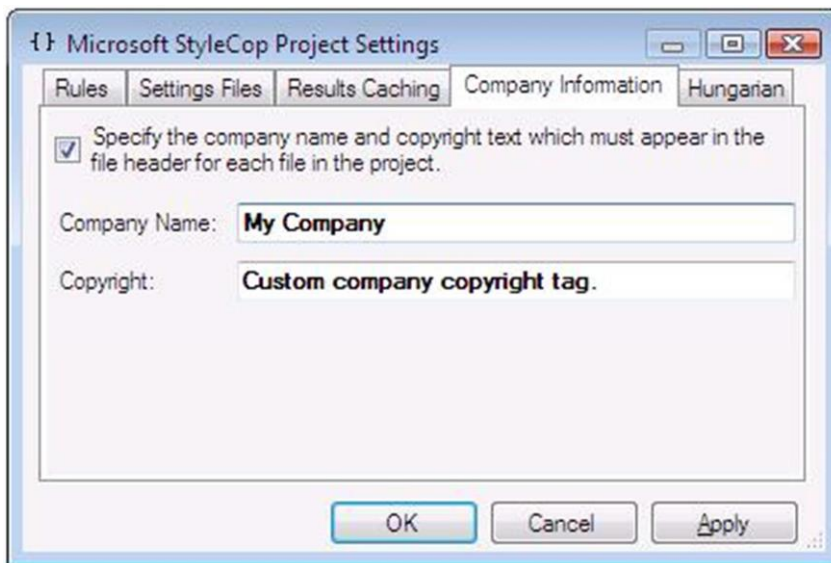 { } Microsoft StyleCop Project Settings
Rules Settings Files Results Caching Company Information Hungarian
Specify the company name and copyright text which must appear in the
file header for each file in the project.
Company Name: My Company
Copyright: Custom company copyright tag.
OK Cancel Apply